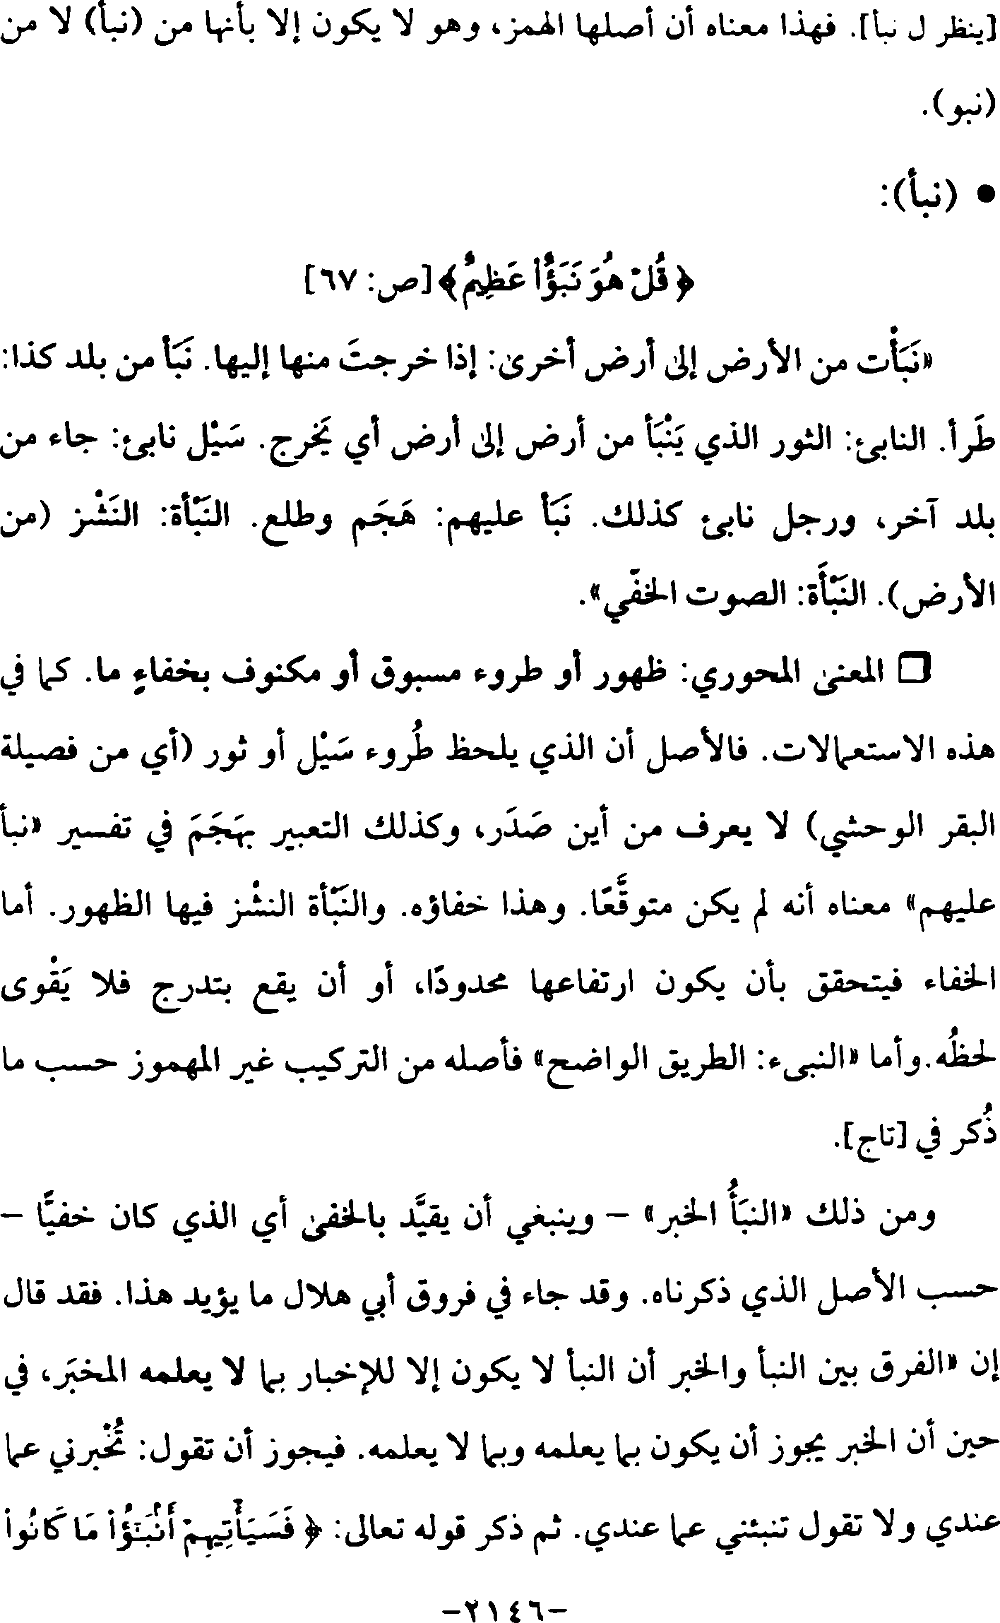 [ينظر ل نبأ]. فهذا معناه أن أصلها الهمز، وهو لا يكون إلا بأنها من (نبأ) لا من
(نبو).
• (نبأ):
﴿قُلْ هُوَ نَبَؤٌا عَظِيمٌ﴾ [ص: ٦٧]
«نَبَأْت من الأرض إلى أرض أخرى: إذا خرجتَ منها إليها. نَبَأ من بلد كذا:
طَرأ. النابئ: الثور الذي يَنْبَأ من أرض إلى أرض أي يَخرج. سَيْل نابئ: جاء من
بلد آخر، ورجل نابئ كذلك. نَبَأ عليهم: هَجَم وطلع. النَبْأة: النَشْز (من
الأرض). النَبْأَة: الصوت الخفّي».
❒ المعنى المحوري: ظهور أو طروء مسبوق أو مكنوف بخفاءٍ ما. كما في
هذه الاستعمالات. فالأصل أن الذي يلحظ طُروء سَيْل أو ثور (أي من فصيلة
البقر الوحشي) لا يعرف من أين صَدَر، وكذلك التعبير بهَجَمَ في تفسير «نبأ
عليهم» معناه أنه لم يكن متوقَّعًا. وهذا خفاؤه. والنَبْأة النشْز فيها الظهور. أما
الخفاء فيتحقق بأن يكون ارتفاعها محدودًا، أو أن يقع بتدرج فلا يَقْوى
لحظُه.وأما «النبىء: الطريق الواضح» فأصله من التركيب غير المهموز حسب ما
ذُكر في [تاج].
ومن ذلك «النبَأُ الخبر» – وينبغي أن يقيَّد بالخفى أي الذي كان خفيًّا –
حسب الأصل الذي ذكرناه. وقد جاء في فروق أبي هلال ما يؤيد هذا. فقد قال
إن «الفرق بين النبأ والخبر أن النبأ لا يكون إلا للإخبار بما لا يعلمه المخبَر، في
حين أن الخبر يجوز أن يكون بما يعلمه وبما لا يعلمه. فيجوز أن تقول: تُخْبرني عما
عندي ولا تقول تنبئني عما عندي. ثم ذكر قوله تعالى: ﴿فَسَيَأْتِيهِمْ أَنْبَٰٓؤُا مَا كَانُوا
-٢١٤٦-